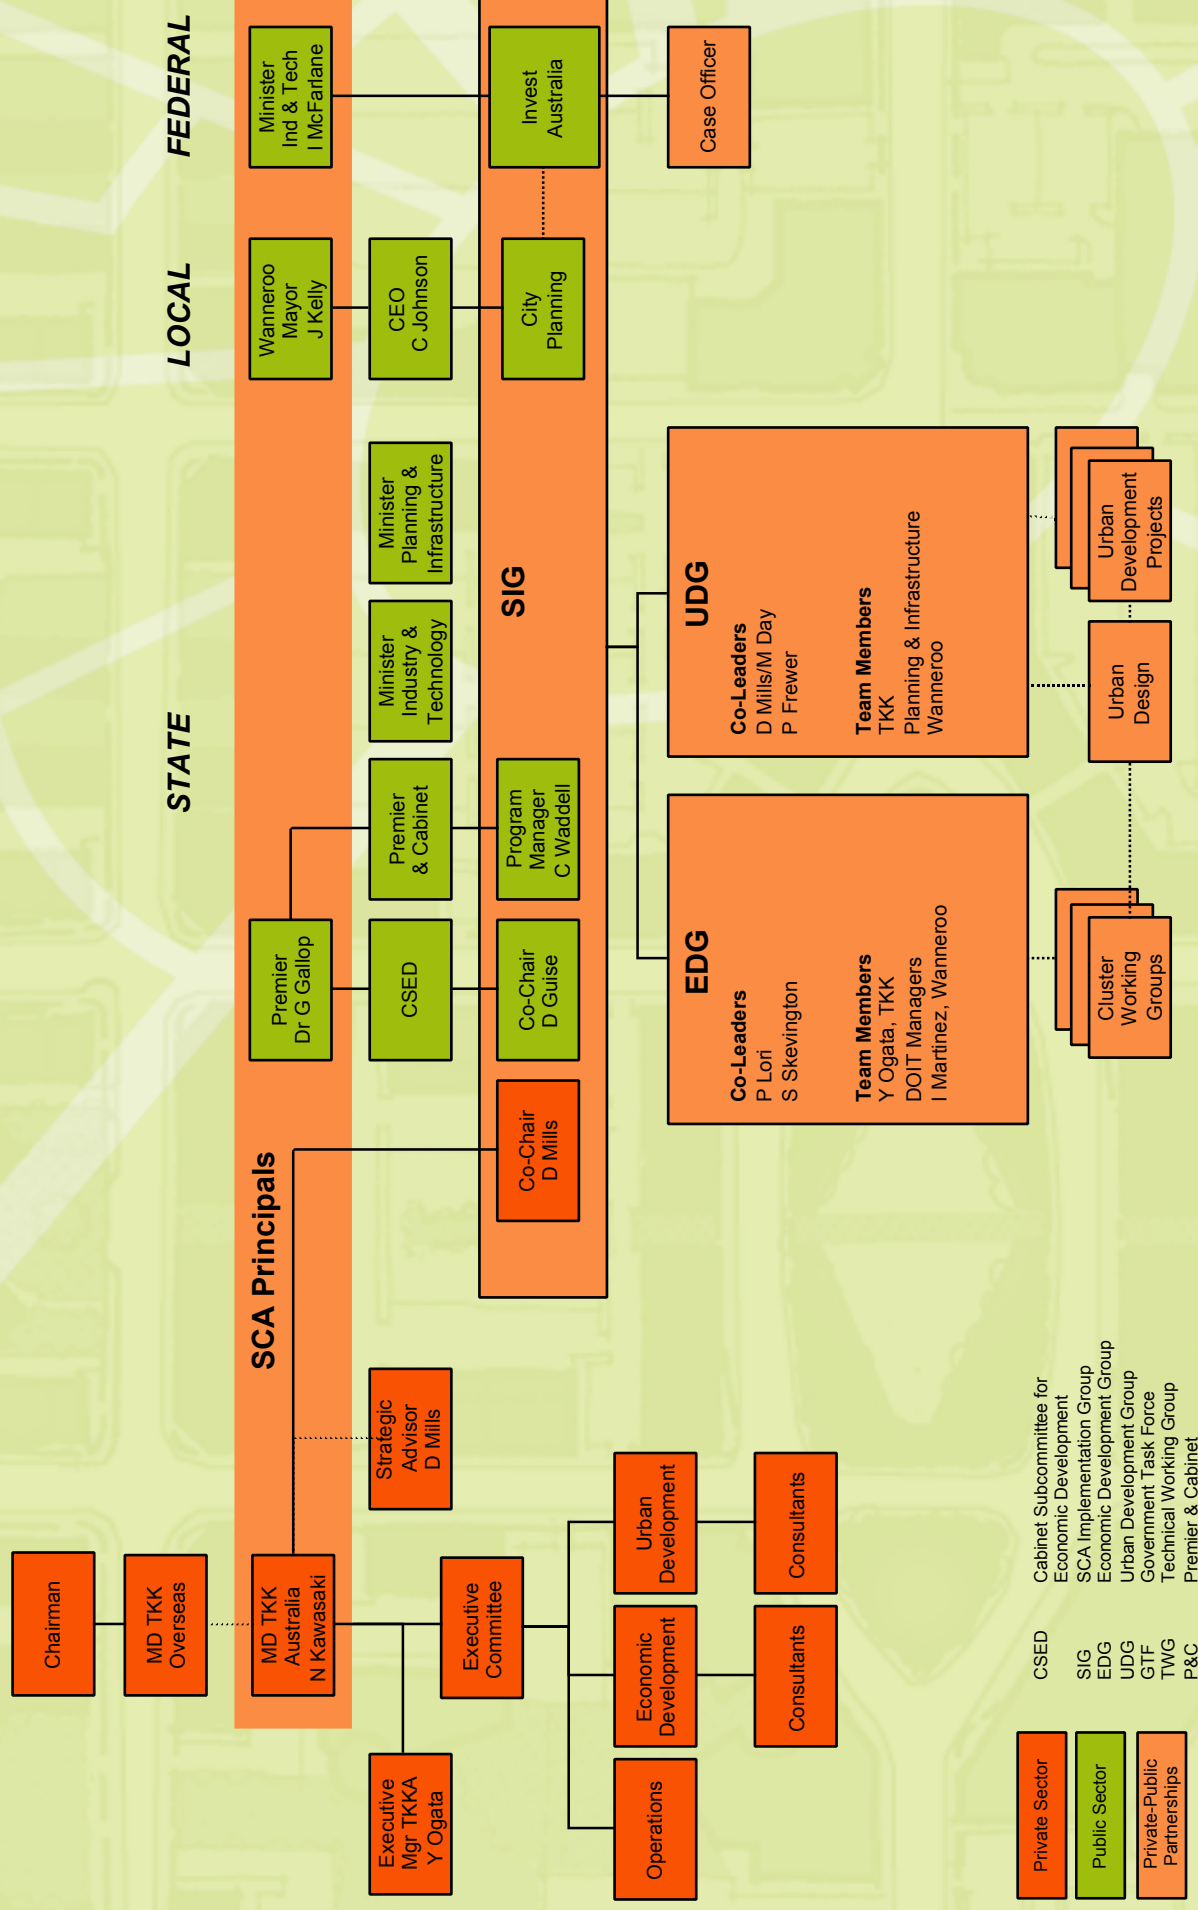 STATE
LOCAL
FEDERAL
Chairman
MD TKK
Overseas
SCA Principals
MD TKK
Australia
N Kawasaki
Premier
Dr G Gallop
Wanneroo
Mayor
J Kelly
Minister
Ind & Tech
I McFarlane
Executive
Mgr TKKA
Y Ogata
Strategic
Advisor
D Mills
CSED
Premier
& Cabinet
Minister
Industry &
Technology
Minister
Planning &
Infrastructure
CEO
C Johnson
Executive
Committee
SIG
Co-Chair
D Mills
Co-Chair
D Guise
Program
Manager
C Waddell
City
Planning
Invest
Australia
Operations
Economic
Development
Urban
Development
Consultants
Consultants
EDG
Co-Leaders
P Lori
S Skevington
Team Members
Y Ogata, TKK
DOIT Managers
I Martinez, Wanneroo
UDG
Co-Leaders
D Mills/M Day
P Frewer
Team Members
TKK
Planning & Infrastructure
Wanneroo
Case Officer
Cluster
Working
Groups
Urban
Design
Urban
Development
Projects
Private Sector
Public Sector
Private-Public
Partnerships
CSED Cabinet Subcommittee for
Economic Development
SIG SCA Implementation Group
EDG Economic Development Group
UDG Urban Development Group
GTF Government Task Force
TWG Technical Working Group
P&C Premier & Cabinet